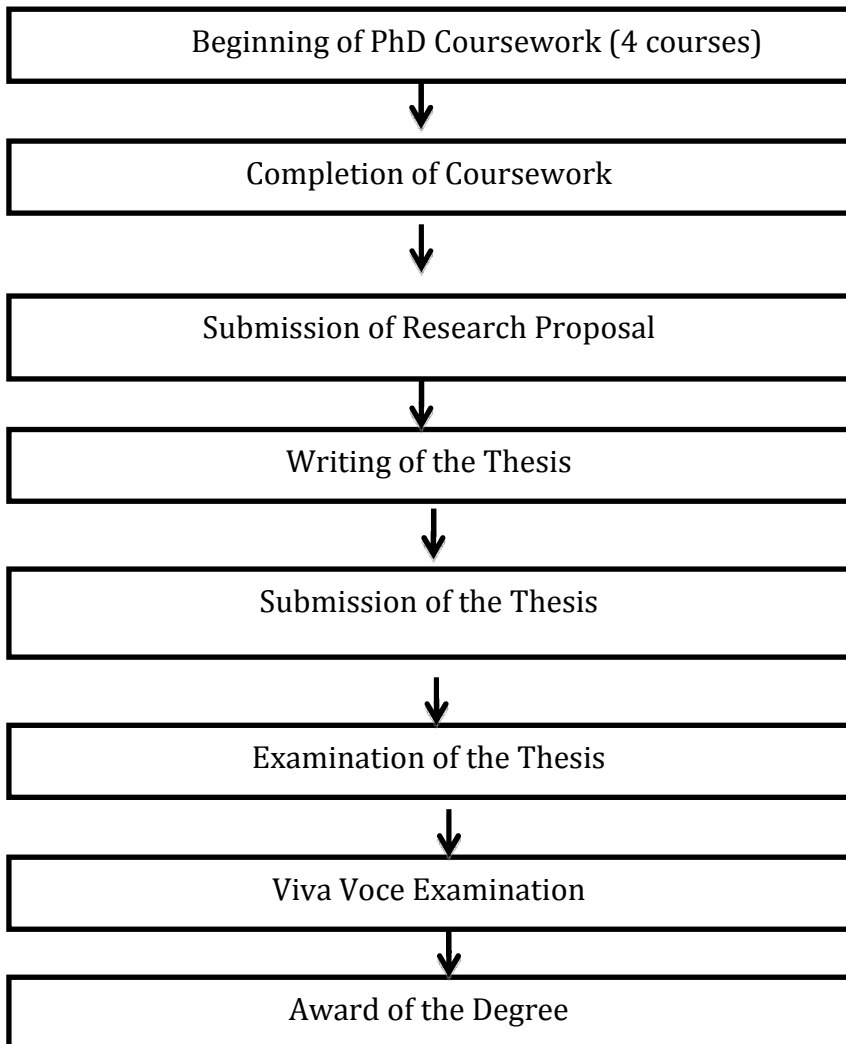 Beginning of PhD Coursework (4 courses)
Completion of Coursework
Submission of Research Proposal
Writing of the Thesis
Submission of the Thesis
Examination of the Thesis
Viva Voce Examination
Award of the Degree